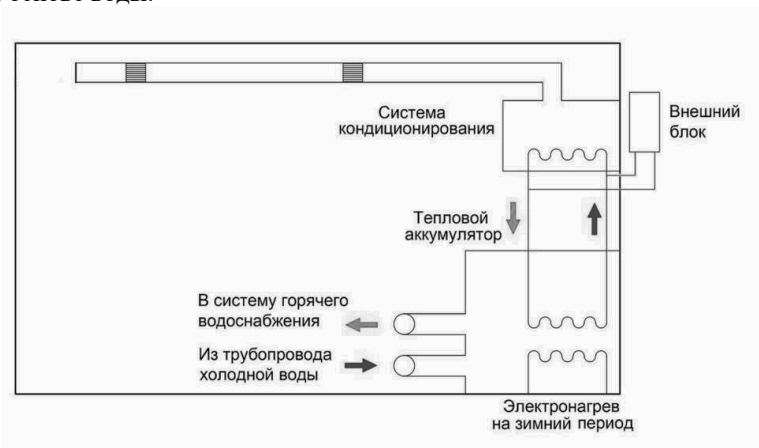 Система
кондиционирования
Внешний
блок
Тепловой
аккумулятор
В систему горячего
водоснабжения
Из трубопровода
холодной воды
Электронагрев
на зимний период